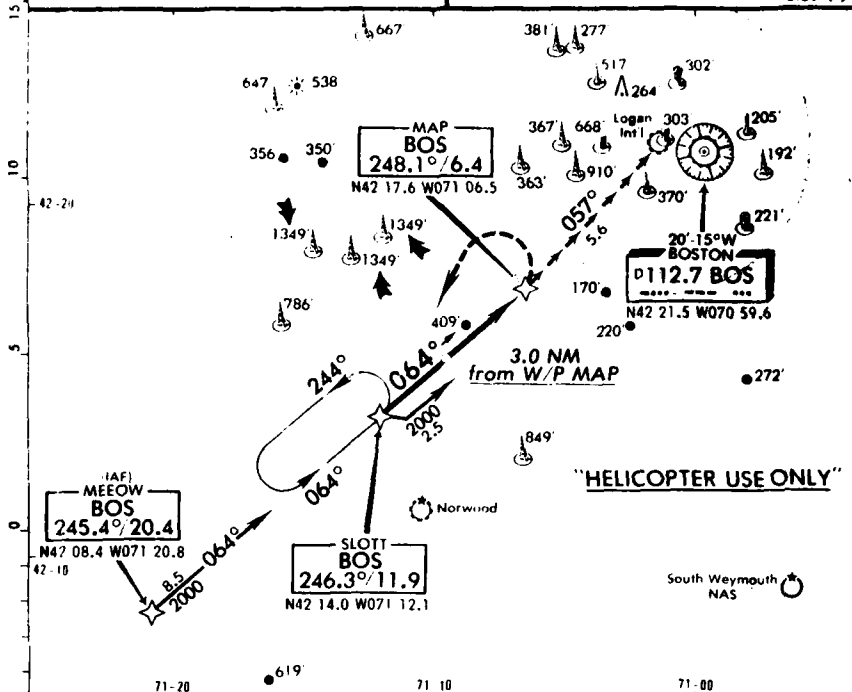 15
667
381'
277
517
264'
302'
647
538
Logan
Int'l
303
205'
MAP
BOS
248.1°/6.4
N42 17.6 W071 06.5
367'
668'
356
350'
363'
910'
192'
10
42-20
370'
057°
5.6
221'
1349'
1349'
1349'
20'-15°W
BOSTON
D112.7 BOS
N42 21.5 W070 59.6
170'
786'
409'
220'
5
064°
3.0 NM
from W/P MAP
244°
272'
2000
2.5
849'
064°
"HELICOPTER USE ONLY"
(IAF)
MEEOW
BOS
245.4°/20.4
N42 08.4 W071 20.8
0
Norwood
064°
SLOTT
BOS
246.3°/11.9
N42 14.0 W071 12.1
42-10
8.5
2000
South Weymouth
NAS
619'
71-20
71-10
71-00